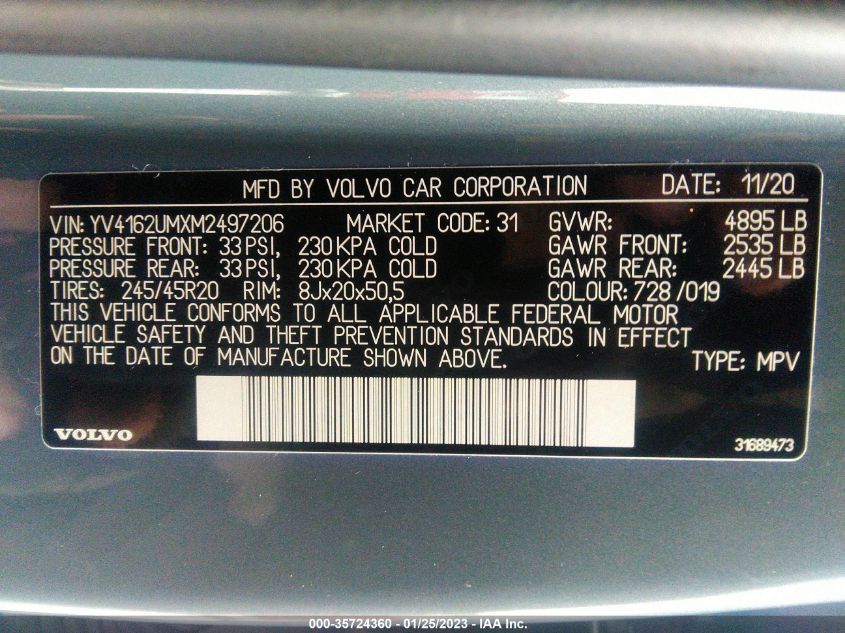 MFD BY VOLVO CAR CORPORATION DATE: 11/20
VIN: YV4162UMXM2497206 MARKET CODE: 31 GVWR: 4895 LB
PRESSURE FRONT: 33 PSI, 230 KPA COLD GAWR FRONT: 2535 LB
PRESSURE REAR: 33 PSI, 230 KPA COLD GAWR REAR: 2445 LB
TIRES: 245/45R20 RIM: 8Jx20x50,5 COLOUR: 728 /019
THIS VEHICLE CONFORMS TO ALL APPLICABLE FEDERAL MOTOR
VEHICLE SAFETY AND THEFT PREVENTION STANDARDS IN EFFECT
ON THE DATE OF MANUFACTURE SHOWN ABOVE. TYPE: MPV
VOLVO 31689473
000-35724360 - 01/25/2023 - IAA Inc.